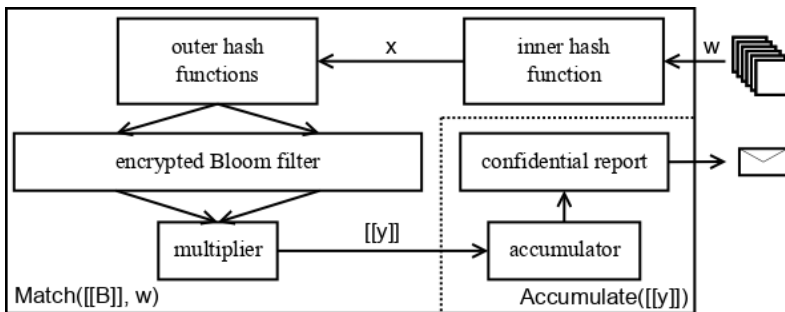 outer hash
functions
x
inner hash
function
w
encrypted Bloom filter
confidential report
multiplier
[[y]]
accumulator
Match([[B]], w)
Accumulate([[y]])